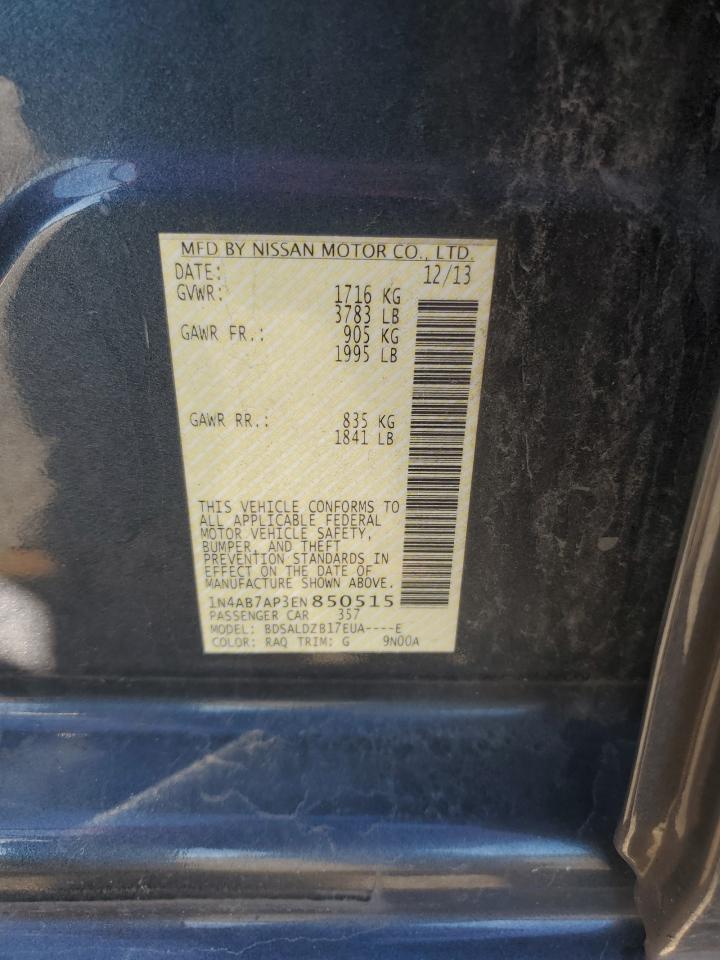 MFD BY NISSAN MOTOR CO., LTD.
DATE: 12/13
GVWR: 1716 KG
3783 LB
GAWR FR.: 905 KG
1995 LB
GAWR RR.: 835 KG
1841 LB
THIS VEHICLE CONFORMS TO
ALL APPLICABLE FEDERAL
MOTOR VEHICLE SAFETY,
BUMPER, AND THEFT
PREVENTION STANDARDS IN
EFFECT ON THE DATE OF
MANUFACTURE SHOWN ABOVE.
1N4AB7AP3EN850515
PASSENGER CAR 357
MODEL: BDSALDZB17EUA----E
COLOR: RAQ TRIM: G 9N00A